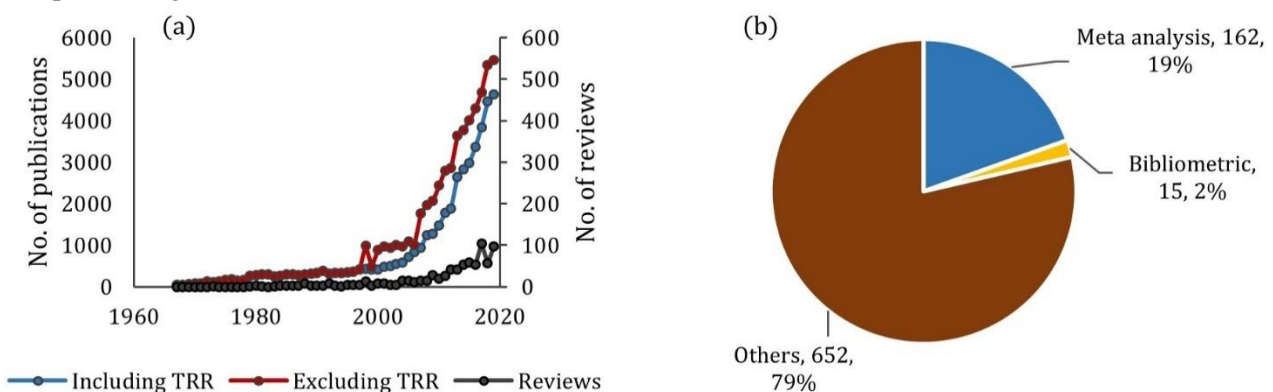 (a)
No. of publications
6000
5000
4000
3000
2000
1000
0
600
500
400
300
200
100
0
No. of reviews
1960
1980
2000
2020
Including TRR
Excluding TRR
Reviews
(b)
Meta analysis, 162,
19%
Bibliometric,
15, 2%
Others, 652,
79%